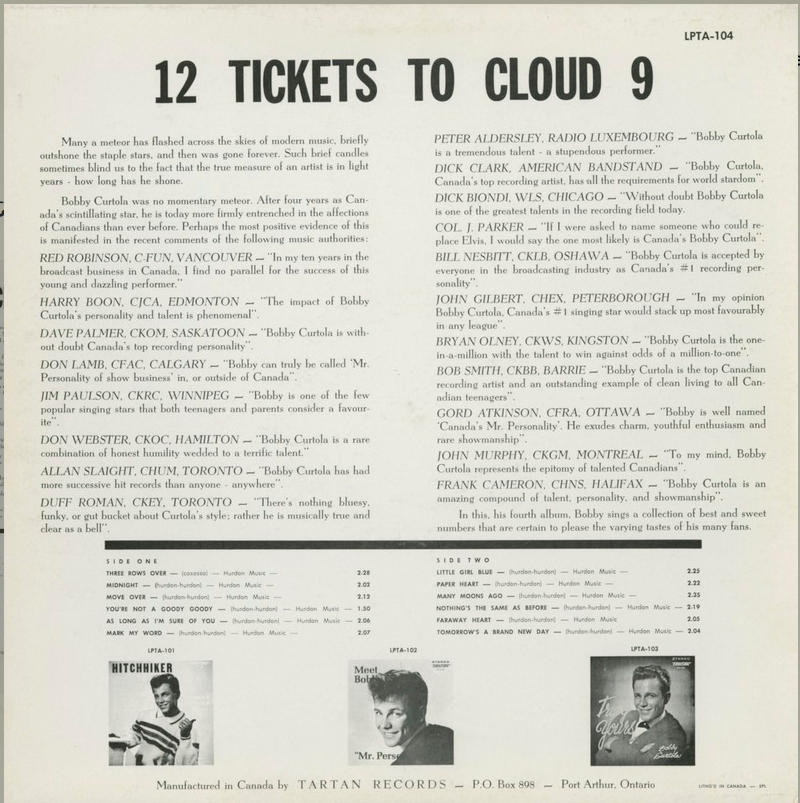 LPTA-104
12 TICKETS TO CLOUD 9
Many a meteor has flashed across the skies of modern music, briefly
outshone the staple stars, and then was gone forever. Such brief candles
sometimes blind us to the fact that the true measure of an artist is in light
years - how long has he shone.
Bobby Curtola was no momentary meteor. After four years as Can-
ada's scintillating star, he is today more firmly entrenched in the affections
of Canadians than ever before. Perhaps the most positive evidence of this
is manifested in the recent comments of the following music authorities:
RED ROBINSON, C-FUN, VANCOUVER — "In my ten years in the
broadcast business in Canada, I find no parallel for the success of this
young and dazzling performer."
HARRY BOON, CJCA, EDMONTON — "The impact of Bobby
Curtola's personality and talent is phenomenal".
DAVE PALMER, CKOM, SASKATOON — "Bobby Curtola is with-
out doubt Canada's top recording personality".
DON LAMB, CFAC, CALGARY — "Bobby can truly be called 'Mr.
Personality of show business' in, or outside of Canada".
JIM PAULSON, CKRC, WINNIPEG — "Bobby is one of the few
popular singing stars that both teenagers and parents consider a favour-
ite".
DON WEBSTER, CKOC, HAMILTON — "Bobby Curtola is a rare
combination of honest humility wedded to a terrific talent."
ALLAN SLAIGHT, CHUM, TORONTO — "Bobby Curtola has had
more successive hit records than anyone - anywhere".
DUFF ROMAN, CKEY, TORONTO — "There's nothing bluesy,
funky, or gut bucket about Curtola's style; rather he is musically true and
clear as a bell".
PETER ALDERSLEY, RADIO LUXEMBOURG — "Bobby Curtola
is a tremendous talent - a stupendous performer."
DICK CLARK, AMERICAN BANDSTAND — "Bobby Curtola,
Canada's top recording artist, has all the requirements for world stardom".
DICK BIONDI, WLS, CHICAGO — "Without doubt Bobby Curtola
is one of the greatest talents in the recording field today.
COL. J. PARKER — "If I were asked to name someone who could re-
place Elvis, I would say the one most likely is Canada's Bobby Curtola".
BILL NESBITT, CKLB, OSHAWA — "Bobby Curtola is accepted by
everyone in the broadcasting industry as Canada's #1 recording per-
sonality".
JOHN GILBERT, CHEX, PETERBOROUGH — "In my opinion
Bobby Curtola, Canada's #1 singing star would stack up most favourably
in any league".
BRYAN OLNEY, CKWS, KINGSTON — "Bobby Curtola is the one-
in-a-million with the talent to win against odds of a million-to-one".
BOB SMITH, CKBB, BARRIE — "Bobby Curtola is the top Canadian
recording artist and an outstanding example of clean living to all Can-
adian teenagers".
GORD ATKINSON, CFRA, OTTAWA — "Bobby is well named
'Canada's Mr. Personality'. He exudes charm, youthful enthusiasm and
rare showmanship".
JOHN MURPHY, CKGM, MONTREAL — "To my mind, Bobby
Curtola represents the epitomy of talented Canadians".
FRANK CAMERON, CHNS, HALIFAX — "Bobby Curtola is an
amazing compound of talent, personality, and showmanship".
In this, his fourth album, Bobby sings a collection of best and sweet
numbers that are certain to please the varying tastes of his many fans.
SIDE ONE
THREE ROWS OVER — (coxesso) — Hurdon Music — 2:28
MIDNIGHT — (hurdon-hurdon) — Hurdon Music — 2.02
MOVE OVER — (hurdon-hurdon) — Hurdon Music — 2.12
YOU'RE NOT A GOODY GOODY — (hurdon-hurdon) — Hurdon Music — 1.50
AS LONG AS I'M SURE OF YOU — (hurdon-hurdon) — Hurdon Music — 2.06
MARK MY WORD — (hurdon-hurdon) — Hurdon Music — 2.07
SIDE TWO
LITTLE GIRL BLUE — (hurdon-hurdon) — Hurdon Music — 2.25
PAPER HEART — (hurdon-hurdon) — Hurdon Music — 2.22
MANY MOONS AGO — (hurdon-hurdon) — Hurdon Music — 2.35
NOTHING'S THE SAME AS BEFORE — (hurdon-hurdon) — Hurdon Music — 2.19
FARAWAY HEART — (hurdon-hurdon) — Hurdon Music 2.05
TOMORROW'S A BRAND NEW DAY — (hurdon-hurdon) — Hurdon Music — 2.04
LPTA-101
HITCHHIKER
LPTA-102
STEREO
Meet
Bobb
"Mr. Perso
LPTA-103
STEREO
Truly
Yours
Bobby
Curtola
Manufactured in Canada by TARTAN RECORDS — P.O. Box 898 — Port Arthur, Ontario
LITHO'D IN CANADA — SPL